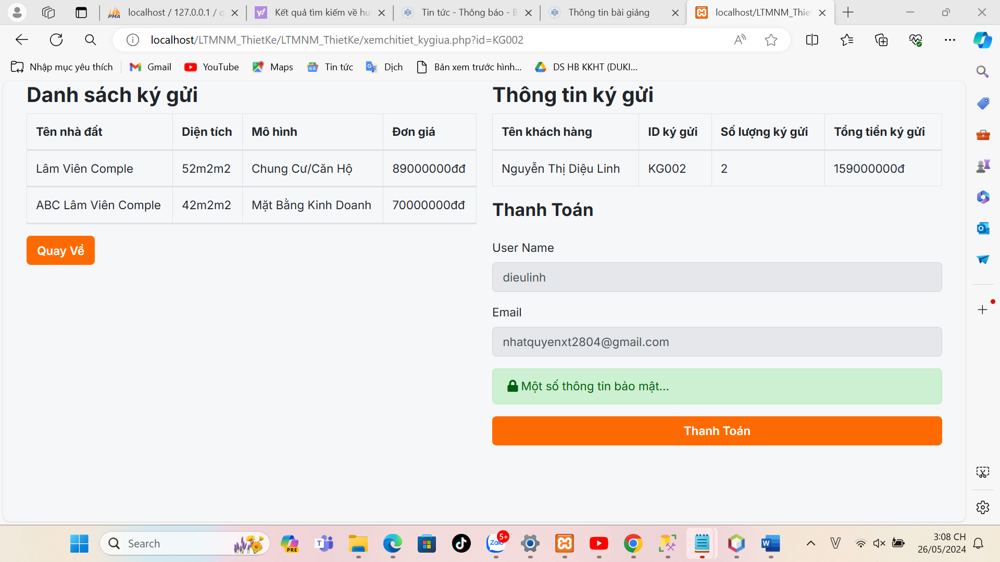 localhost / 127.0.0.1 / q
Kết quả tìm kiếm về hu
Tin tức - Thông báo - B
Thông tin bài giảng
localhost/LTMNM_Thiet
localhost/LTMNM_ThietKe/LTMNM_ThietKe/xemchitiet_kygiua.php?id=KG002
Nhập mục yêu thích
Gmail
YouTube
Maps
Tin tức
Dịch
Bản xem trước hình...
DS HB KKHT (DUKI...
Danh sách ký gửi
Tên nhà đất Diện tích Mô hình Đơn giá
Lâm Viên Comple 52m2m2 Chung Cư/Căn Hộ 89000000đđ
ABC Lâm Viên Comple 42m2m2 Mặt Bằng Kinh Doanh 70000000đđ
Quay Về
Thông tin ký gửi
Tên khách hàng ID ký gửi Số lượng ký gửi Tổng tiền ký gửi
Nguyễn Thị Diệu Linh KG002 2 159000000đ
Thanh Toán
User Name
dieulinh
Email
nhatquyenxt2804@gmail.com
Một số thông tin bảo mật...
Thanh Toán
Search
PRE
Zalo
5+
3:08 CH
26/05/2024